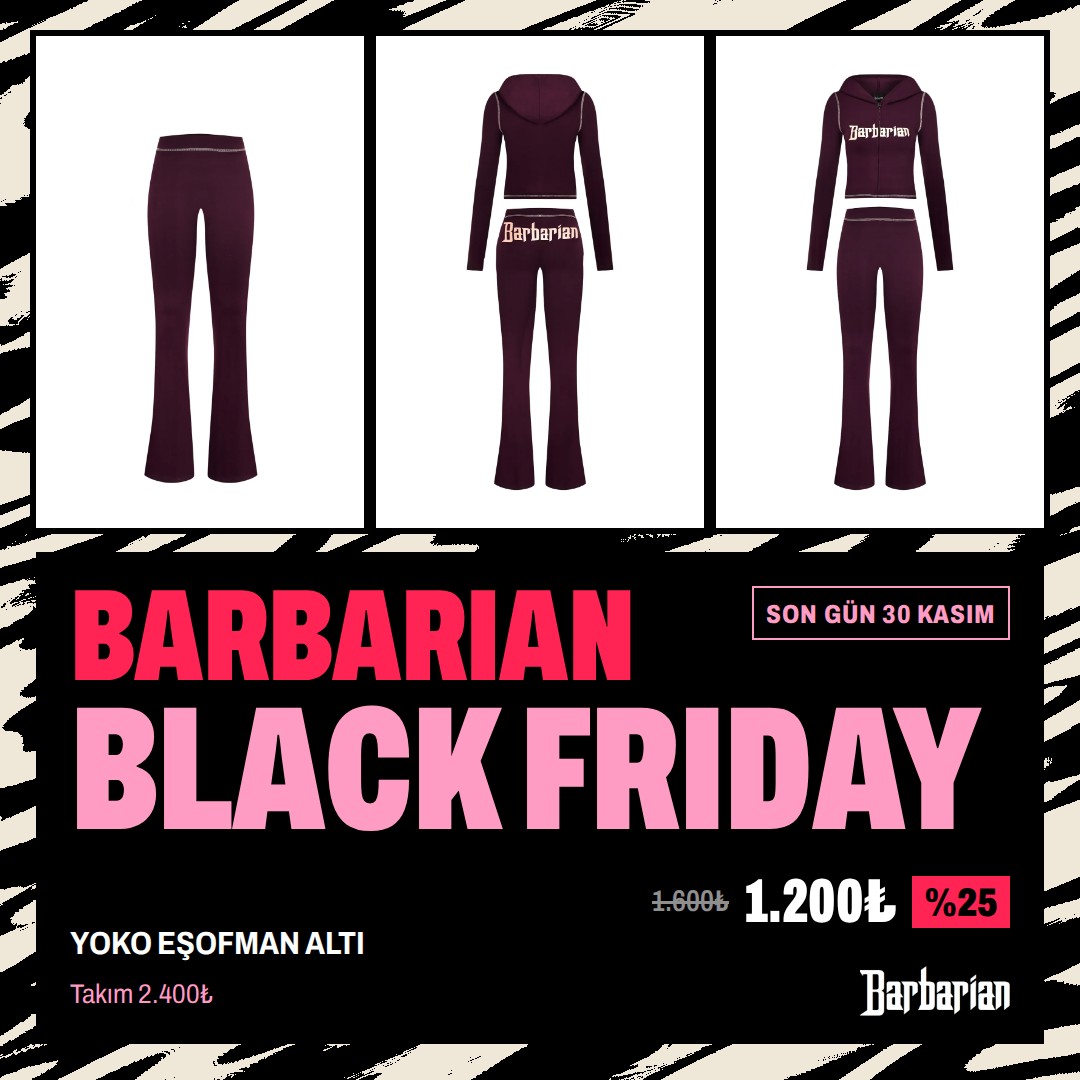 Barbarian
Barbarian
BARBARIAN
SON GÜN 30 KASIM
BLACK FRIDAY
1.600₺ 1.200₺ %25
YOKO EŞOFMAN ALTI
Takım 2.400₺
Barbarian